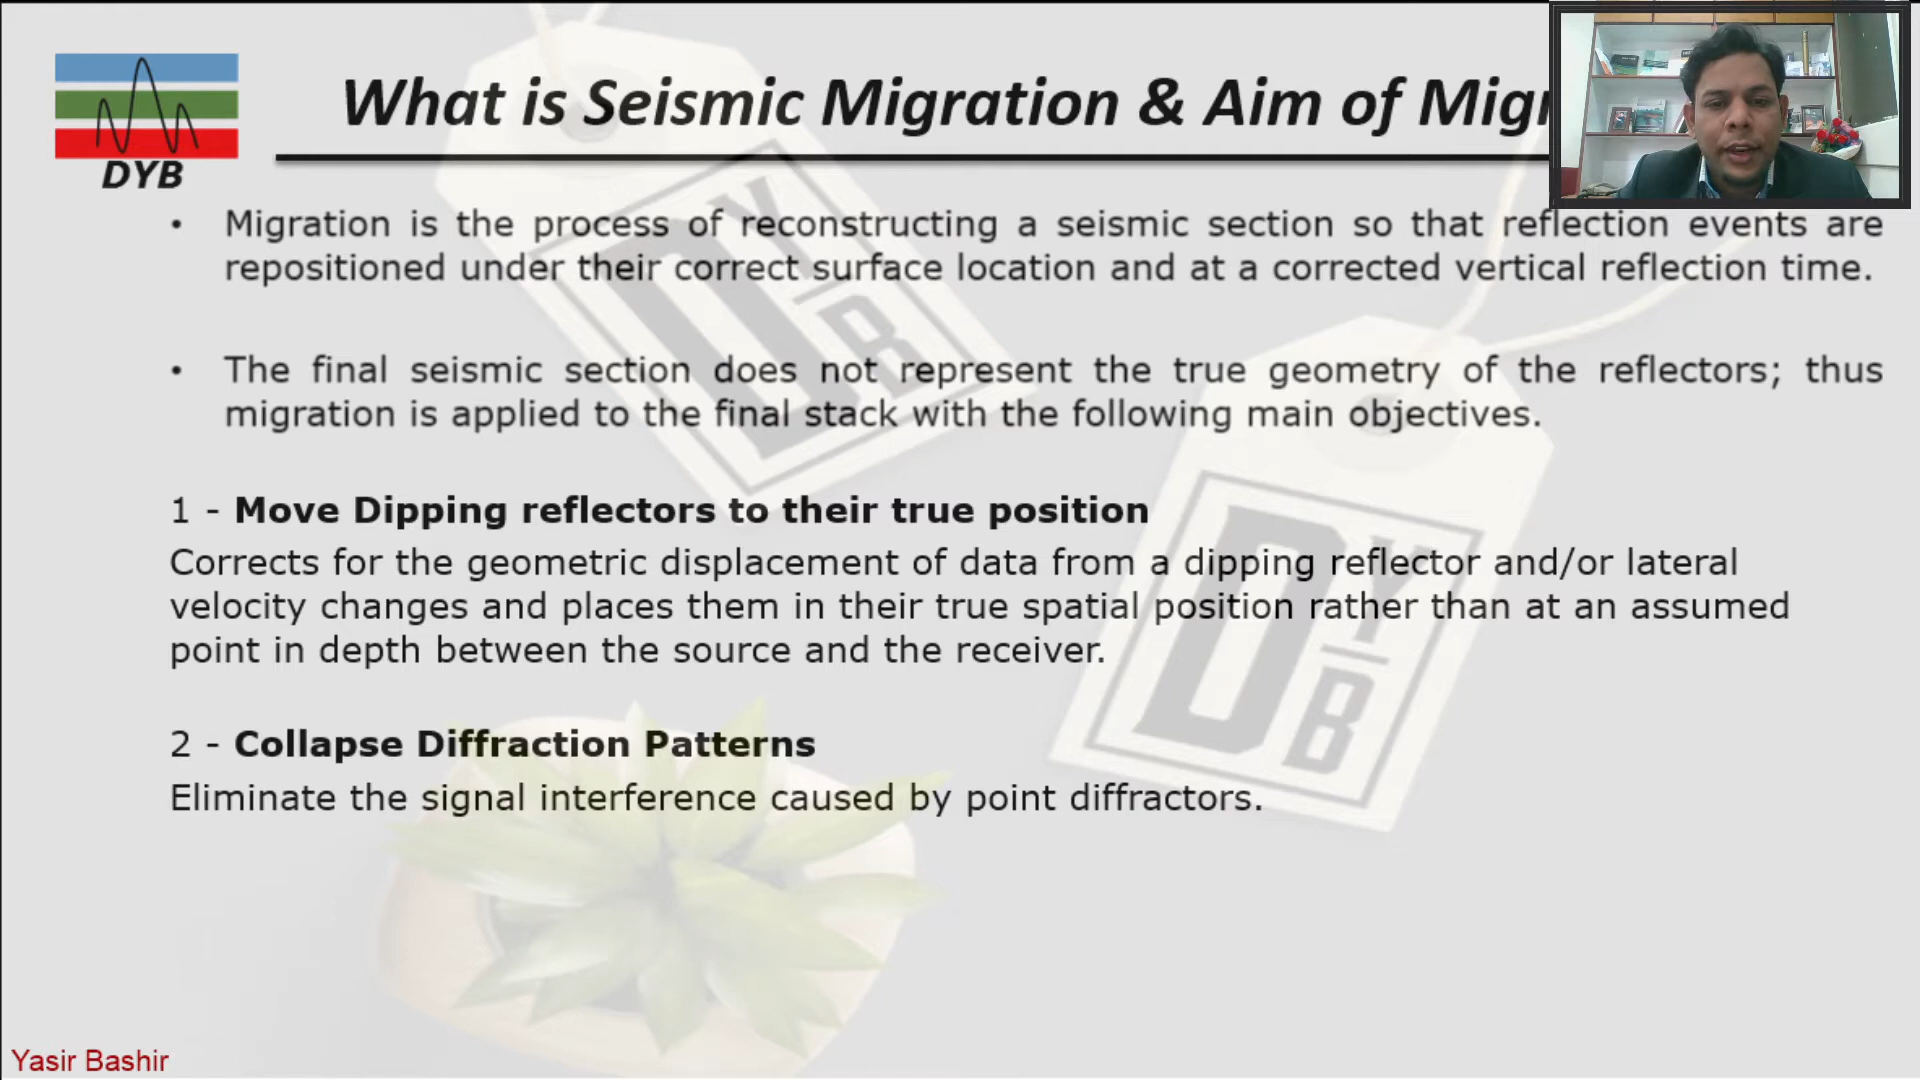 What is Seismic Migration & Aim of Migr
DYB
• Migration is the process of reconstructing a seismic section so that reflection events are
repositioned under their correct surface location and at a corrected vertical reflection time.
• The final seismic section does not represent the true geometry of the reflectors; thus
migration is applied to the final stack with the following main objectives.
1 - Move Dipping reflectors to their true position
Corrects for the geometric displacement of data from a dipping reflector and/or lateral
velocity changes and places them in their true spatial position rather than at an assumed
point in depth between the source and the receiver.
2 - Collapse Diffraction Patterns
Eliminate the signal interference caused by point diffractors.
DYB
DYB
Yasir Bashir